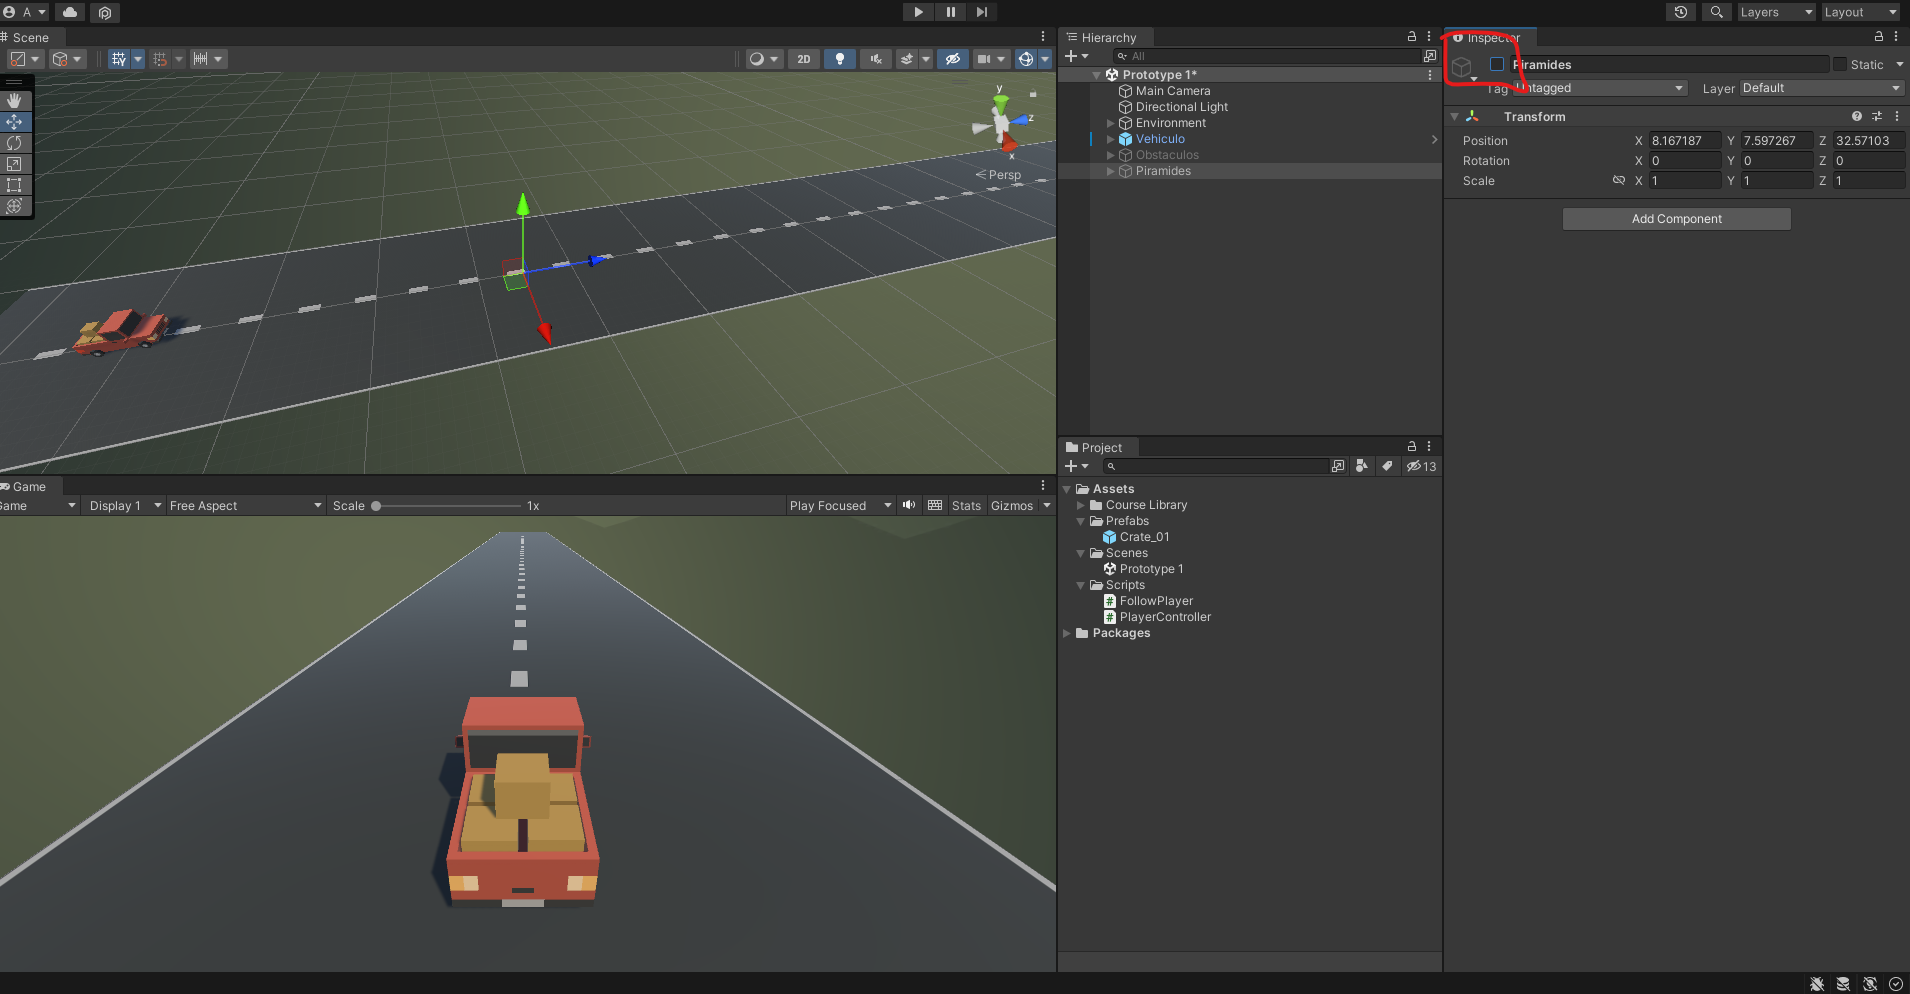 A
Layers
Layout
Scene
2D
y
z
x
Persp
Game
Game
Display 1
Free Aspect
Scale
1x
Play Focused
Stats
Gizmos
Hierarchy
All
Prototype 1*
Main Camera
Directional Light
Environment
Vehiculo
Obstaculos
Piramides
Project
13
Assets
Course Library
Prefabs
Crate_01
Scenes
Prototype 1
Scripts
FollowPlayer
PlayerController
Packages
Inspector
Piramides
Static
Tag Untagged
Layer Default
Transform
Position X 8.167187 Y 7.597267 Z 32.57103
Rotation X 0 Y 0 Z 0
Scale X 1 Y 1 Z 1
Add Component